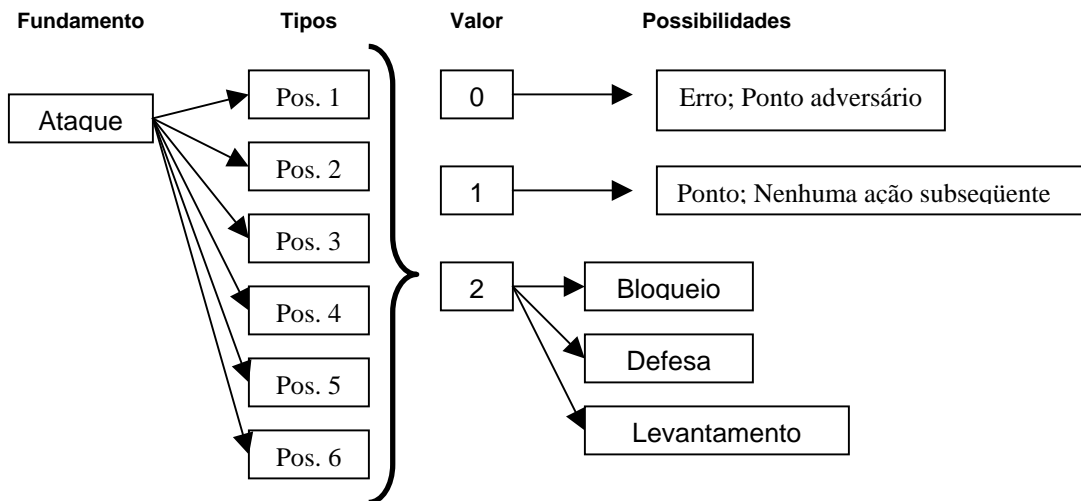 Fundamento
Tipos
Valor
Possibilidades
Ataque
Pos. 1
Pos. 2
Pos. 3
Pos. 4
Pos. 5
Pos. 6
0
Erro; Ponto adversário
1
Ponto; Nenhuma ação subseqüente
2
Bloqueio
Defesa
Levantamento